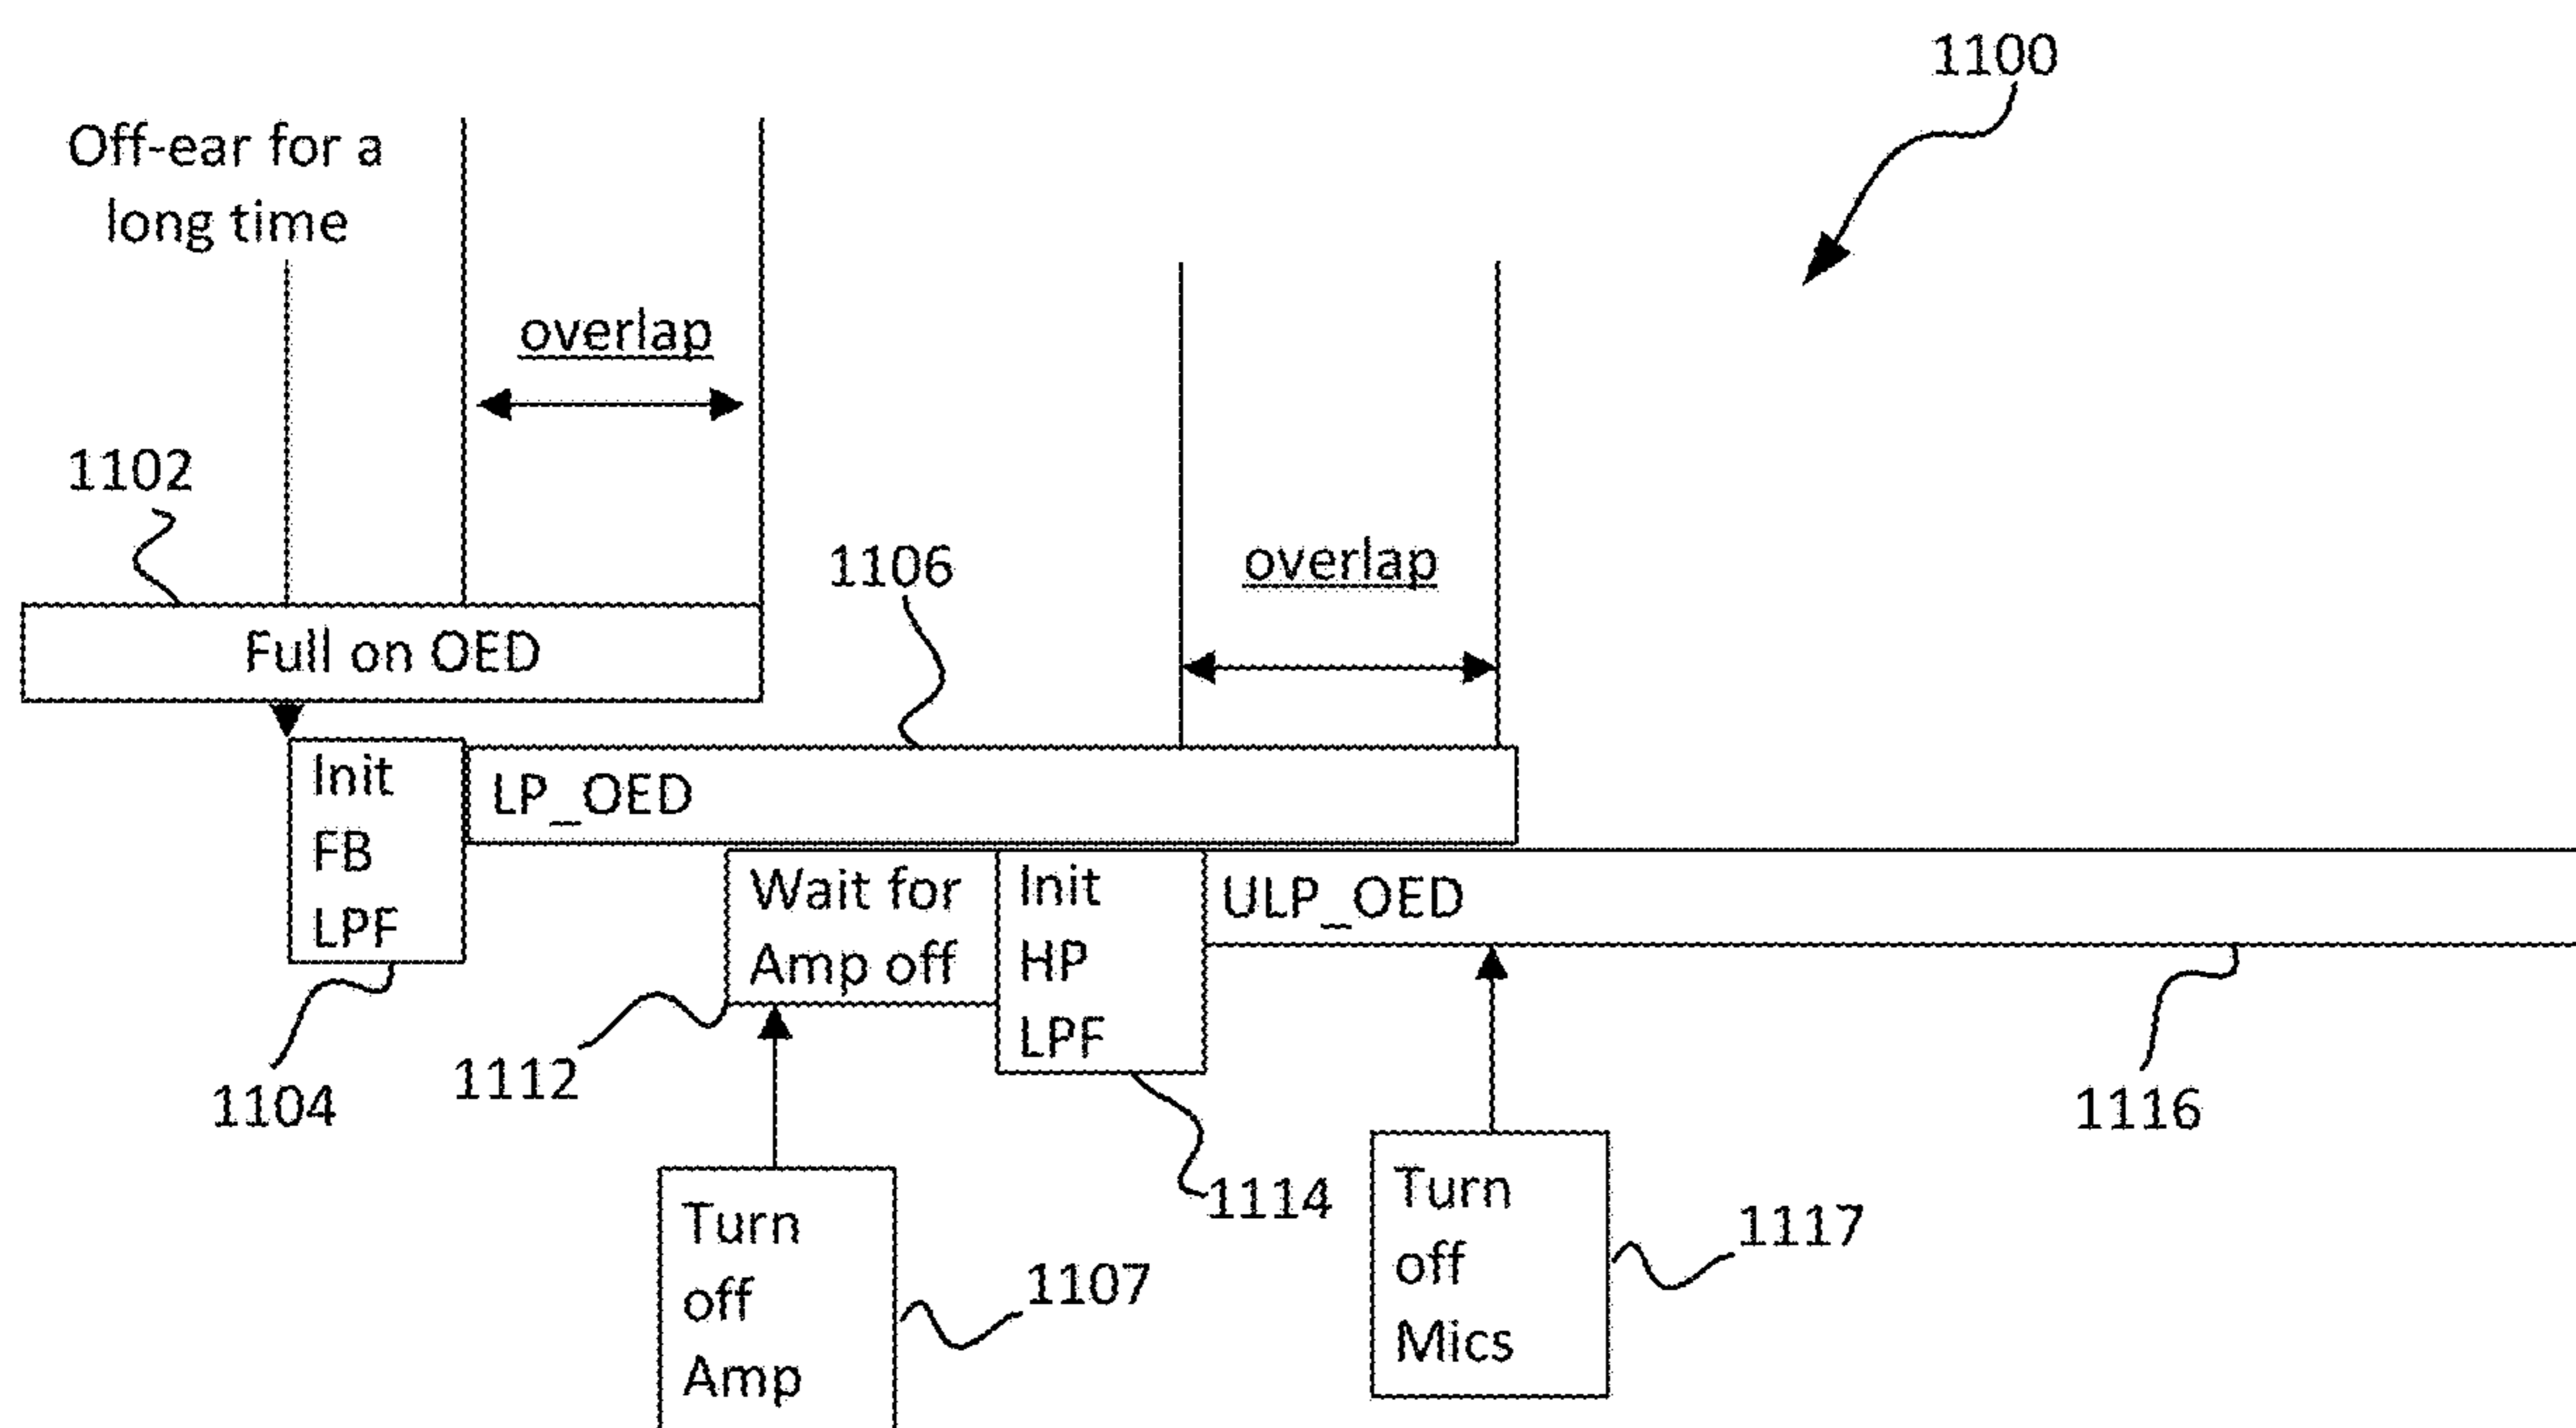 1100
Off-ear for a
long time
overlap
1102
1106
overlap
Full on OED
Init
FB
LPF
LP_OED
Wait for
Amp off
Init
HP
LPF
ULP_OED
1104
1112
1114
1116
Turn
off
Amp
1107
Turn
off
Mics
1117